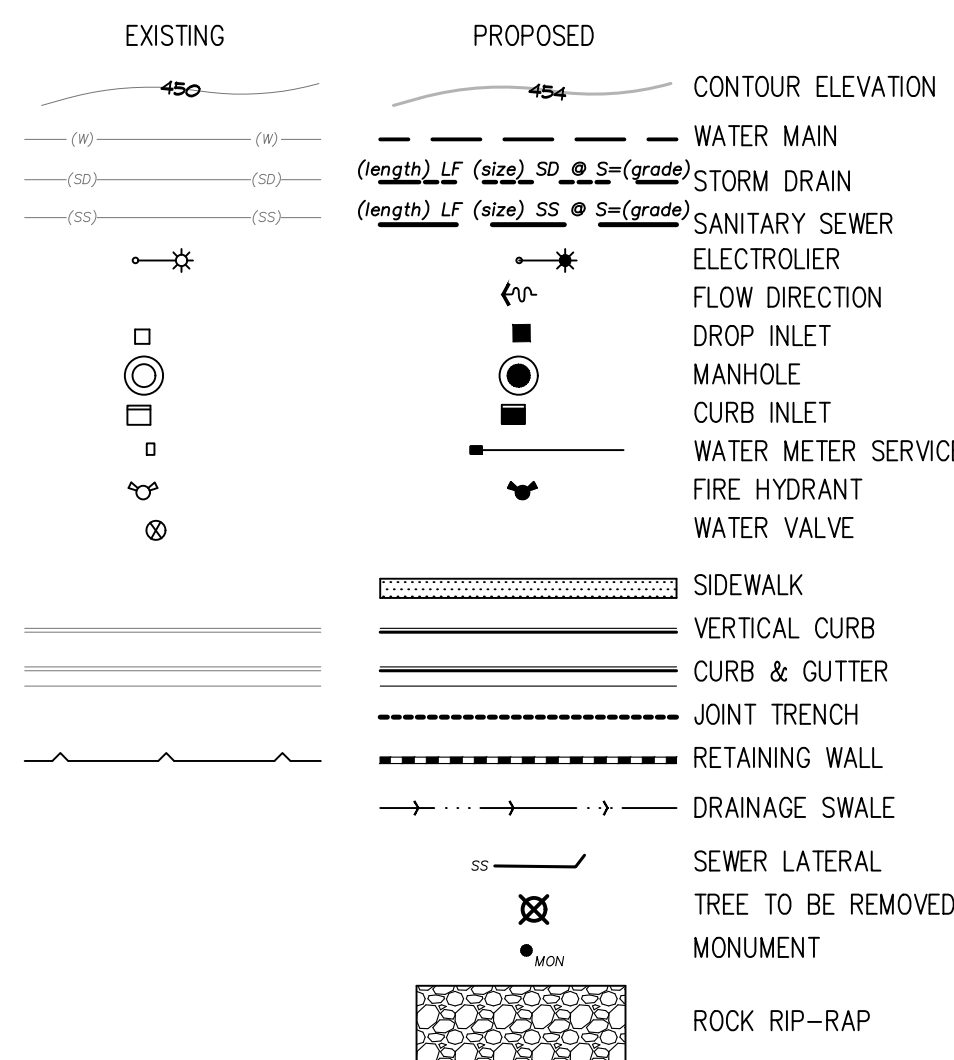 EXISTING PROPOSED
450 454 CONTOUR ELEVATION
(W) (W) WATER MAIN
(SD) (SD) (length) LF (size) SD @ S=(grade) STORM DRAIN
(SS) (SS) (length) LF (size) SS @ S=(grade) SANITARY SEWER
ELECTROLIER
FLOW DIRECTION
DROP INLET
MANHOLE
CURB INLET
WATER METER SERVIC
FIRE HYDRANT
WATER VALVE
SIDEWALK
VERTICAL CURB
CURB & GUTTER
JOINT TRENCH
RETAINING WALL
DRAINAGE SWALE
SS SEWER LATERAL
TREE TO BE REMOVED
MON MONUMENT
ROCK RIP-RAP